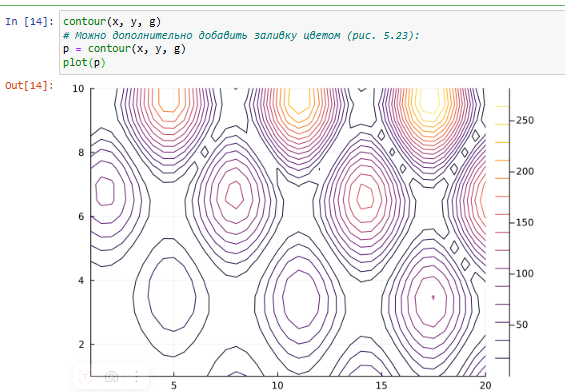 In [14]: contour(x, y, g)
# Можно дополнительно добавить заливку цветом (рис. 5.23):
p = contour(x, y, g)
plot(p)
Out[14]:
10
8
6
4
2
5 10 15 20
250
200
150
100
50